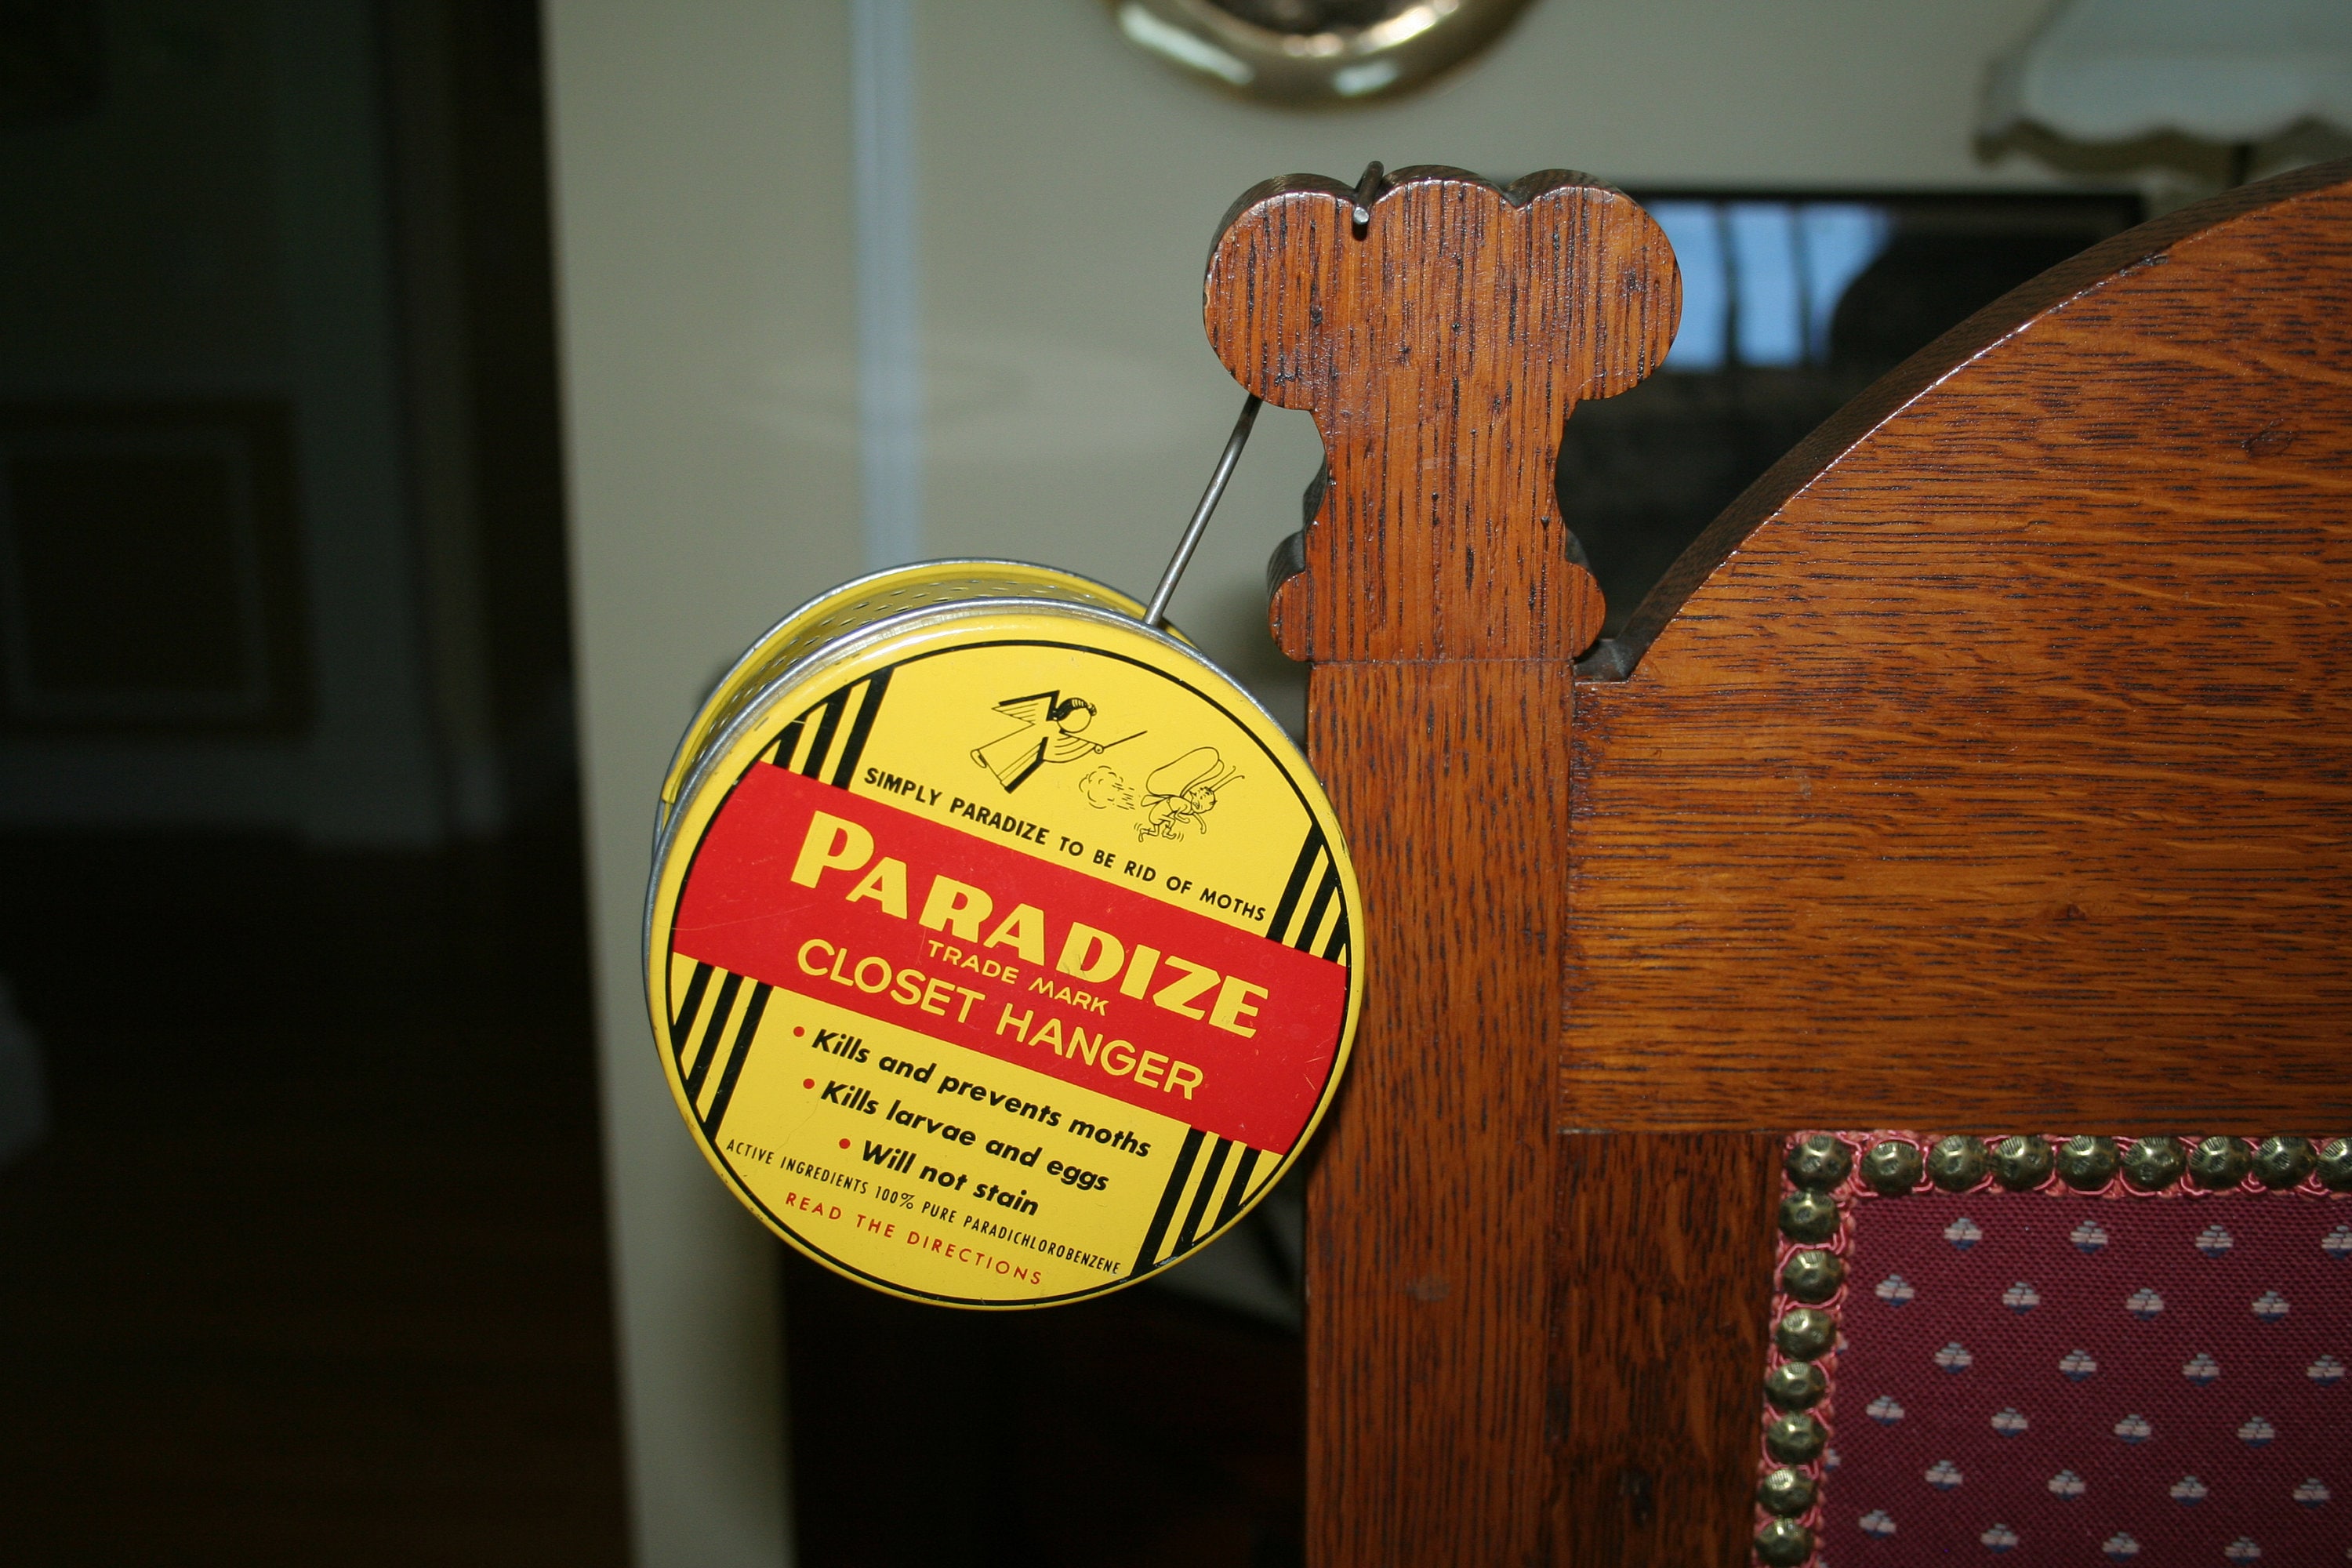 SIMPLY PARADIZE TO BE RID OF MOTHS
PARADIZE
TRADE MARK
CLOSET HANGER
• Kills and prevents moths
• Kills larvae and eggs
• Will not stain
ACTIVE INGREDIENTS 100% PURE PARADICHLOROBENZENE
READ THE DIRECTIONS